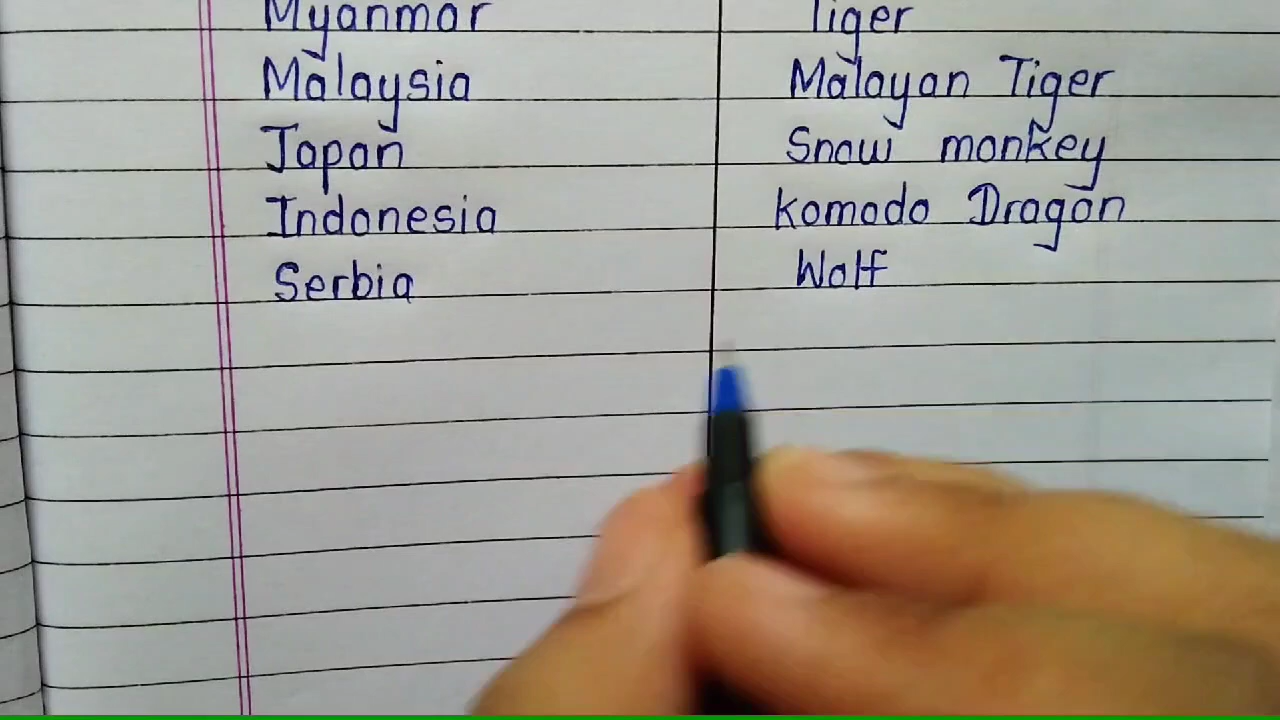 Myanmar Tiger
Malaysia Malayan Tiger
Japan Snow monkey
Indonesia Komodo Dragon
Serbia Wolf